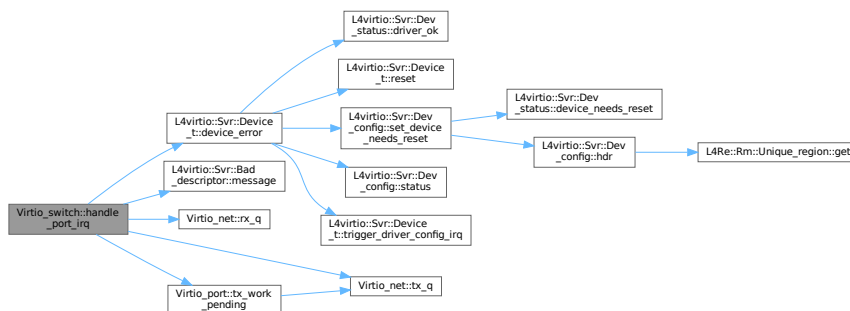 L4virtio::Svr::Dev
_status::driver_ok
L4virtio::Svr::Device
_t::reset
L4virtio::Svr::Dev
_status::device_needs_reset
L4virtio::Svr::Device
_t::device_error
L4virtio::Svr::Dev
_config::set_device
_needs_reset
L4virtio::Svr::Dev
_config::hdr
L4Re::Rm::Unique_region::get
L4virtio::Svr::Bad
_descriptor::message
L4virtio::Svr::Dev
_config::status
Virtio_switch::handle
_port_irq
Virtio_net::rx_q
L4virtio::Svr::Device
_t::trigger_driver_config_irq
Virtio_port::tx_work
_pending
Virtio_net::tx_q